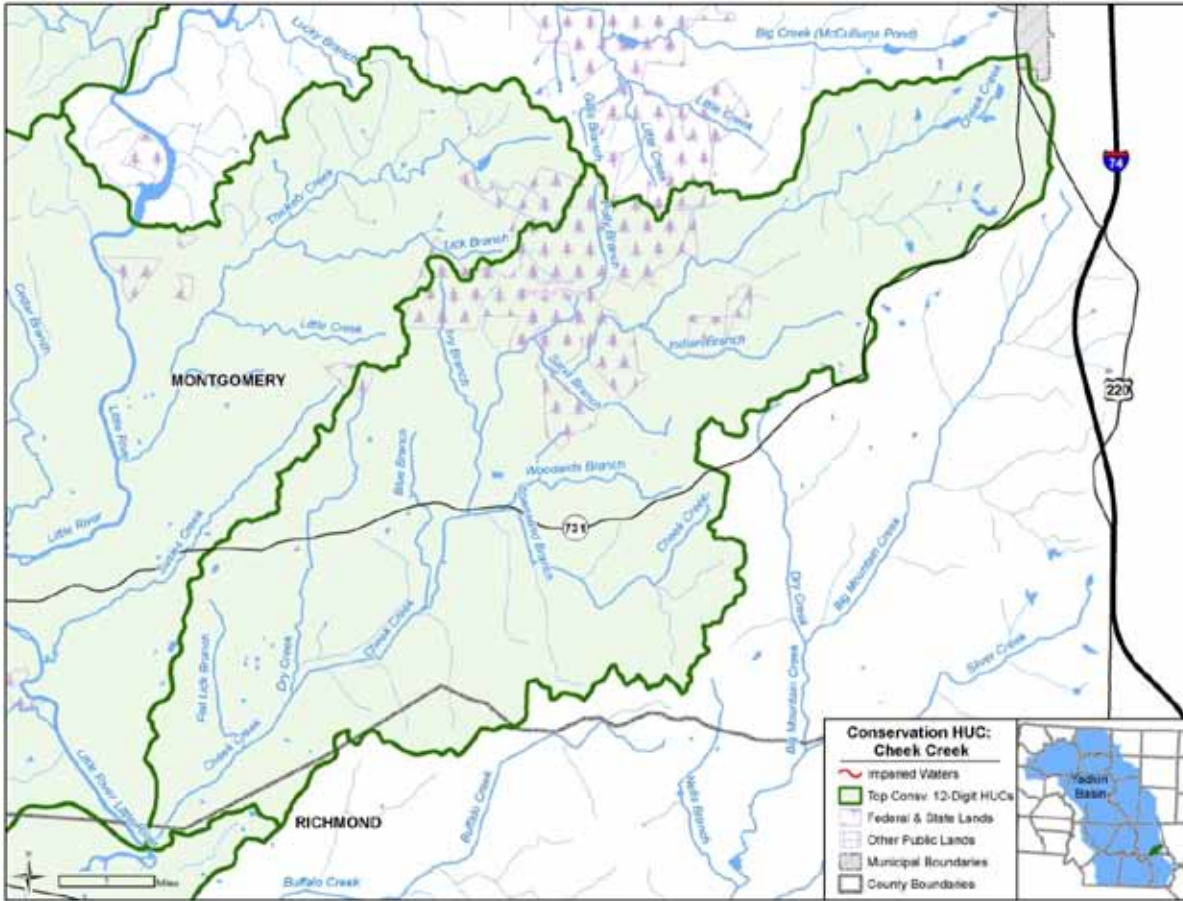 Lucky Branch
Big Creek (McCallums Pond)
Little Creek
Little Creek
Cheek Creek
74
Thickety Creek
Lick Branch
Cedar Branch
Little Creek
Ivy Branch
Indian Branch
MONTGOMERY
220
Little River
Blue Branch
Woodards Branch
731
Cheek Creek
Little River
Dry Creek
Big Mountain Creek
Cheek Creek
Flat Lick Branch
Dry Creek
Silver Creek
Cheek Creek
Big Mountain Creek
RICHMOND
Buffalo Creek
Buffalo Creek
Conservation HUC:
Cheek Creek
Impaired Waters
Top Consv. 12-Digit HUCs
Federal & State Lands
Other Public Lands
Municipal Boundaries
County Boundaries
Yadkin
Basin
1
Miles